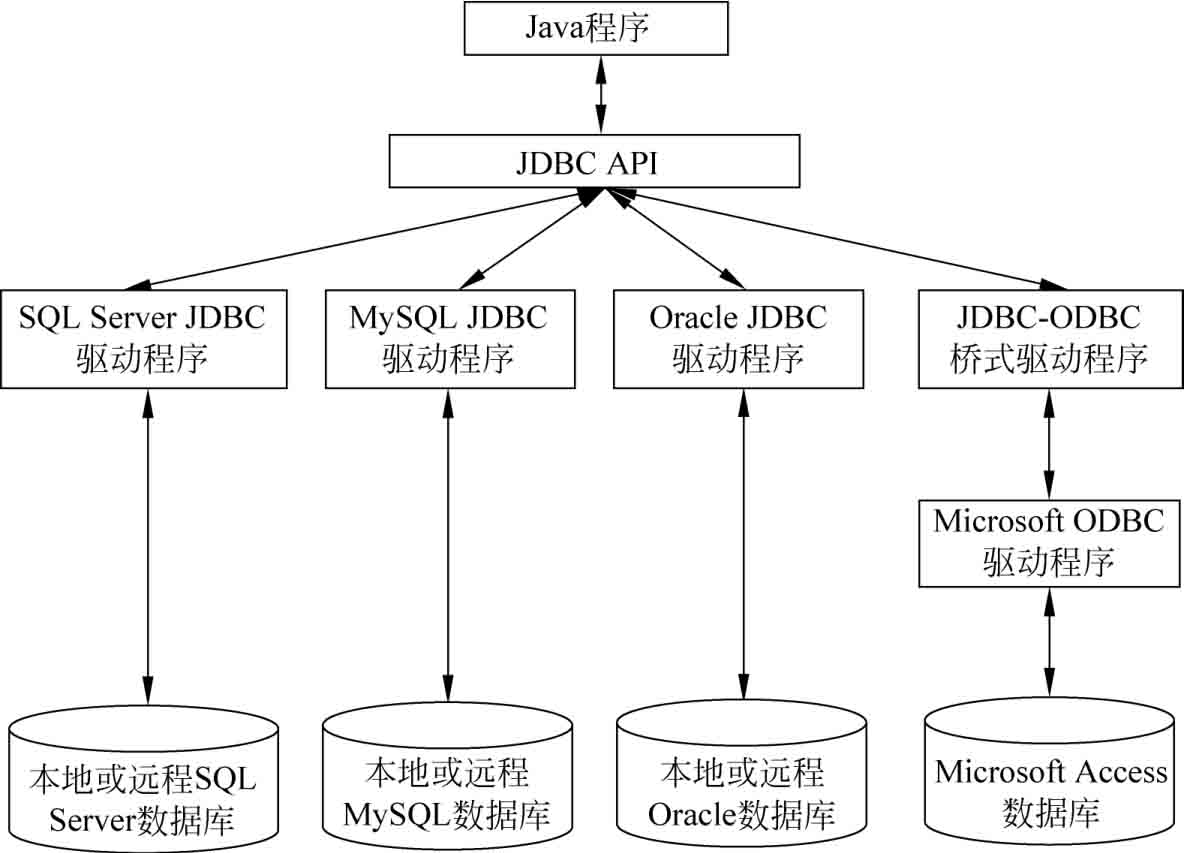 Java程序
JDBC API
SQL Server JDBC
驱动程序
MySQL JDBC
驱动程序
Oracle JDBC
驱动程序
JDBC-ODBC
桥式驱动程序
Microsoft ODBC
驱动程序
本地或远程SQL
Server数据库
本地或远程
MySQL数据库
本地或远程
Oracle数据库
Microsoft Access
数据库